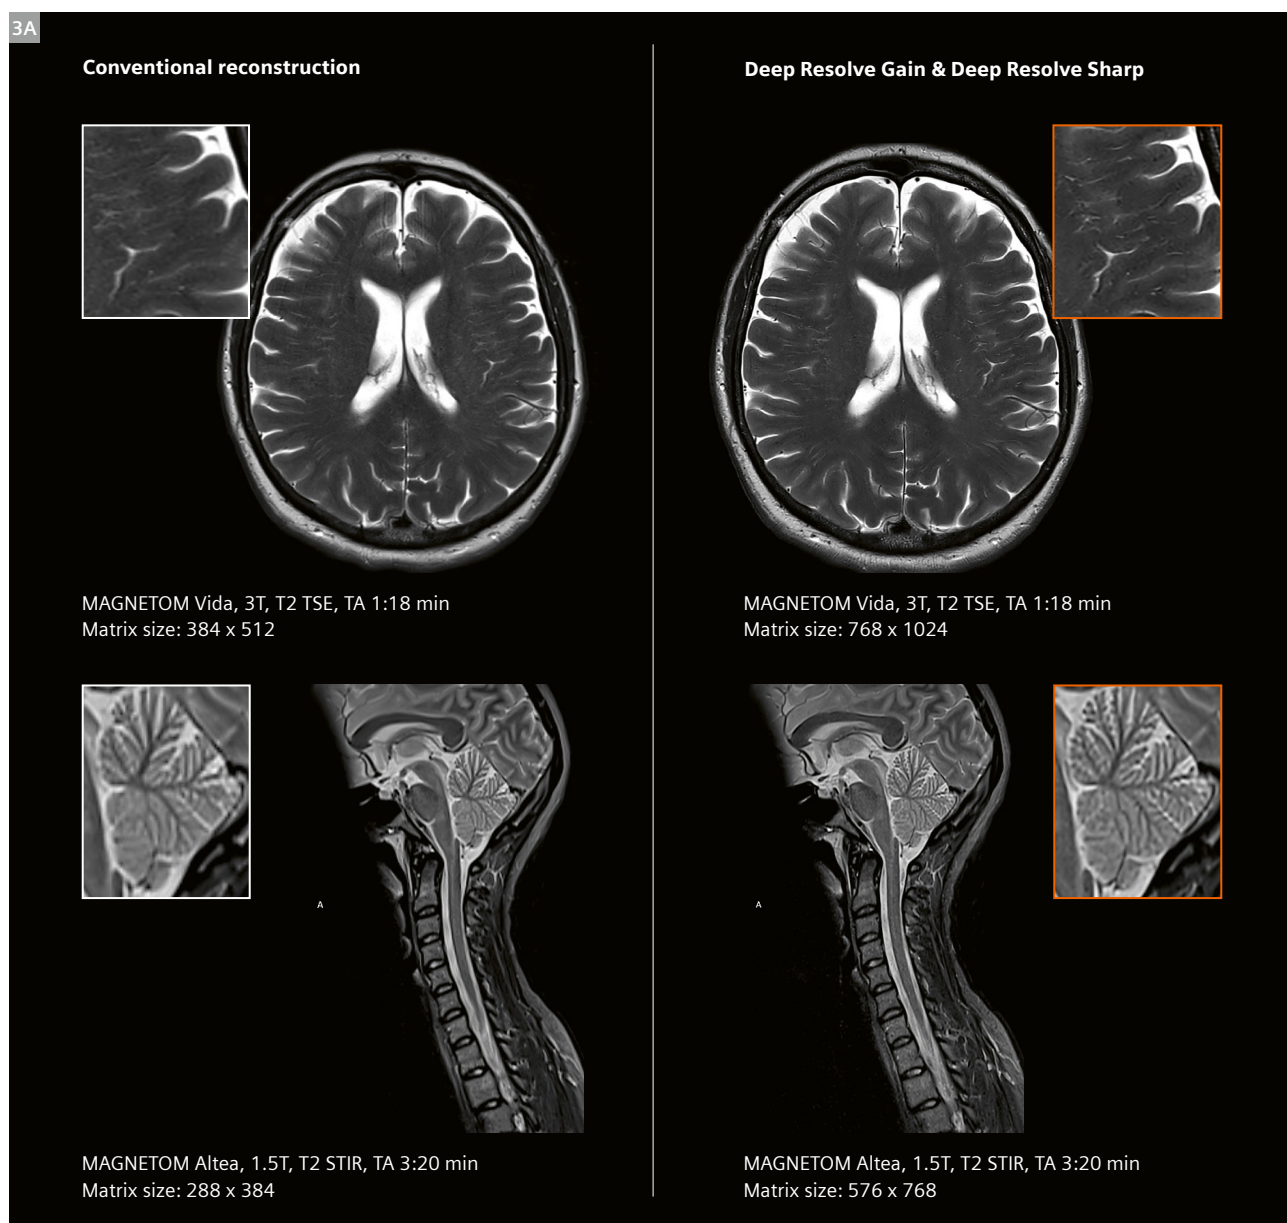 3A
Conventional reconstruction
Deep Resolve Gain & Deep Resolve Sharp
MAGNETOM Vida, 3T, T2 TSE, TA 1:18 min
Matrix size: 384 x 512
MAGNETOM Vida, 3T, T2 TSE, TA 1:18 min
Matrix size: 768 x 1024
A
A
MAGNETOM Altea, 1.5T, T2 STIR, TA 3:20 min
Matrix size: 288 x 384
MAGNETOM Altea, 1.5T, T2 STIR, TA 3:20 min
Matrix size: 576 x 768